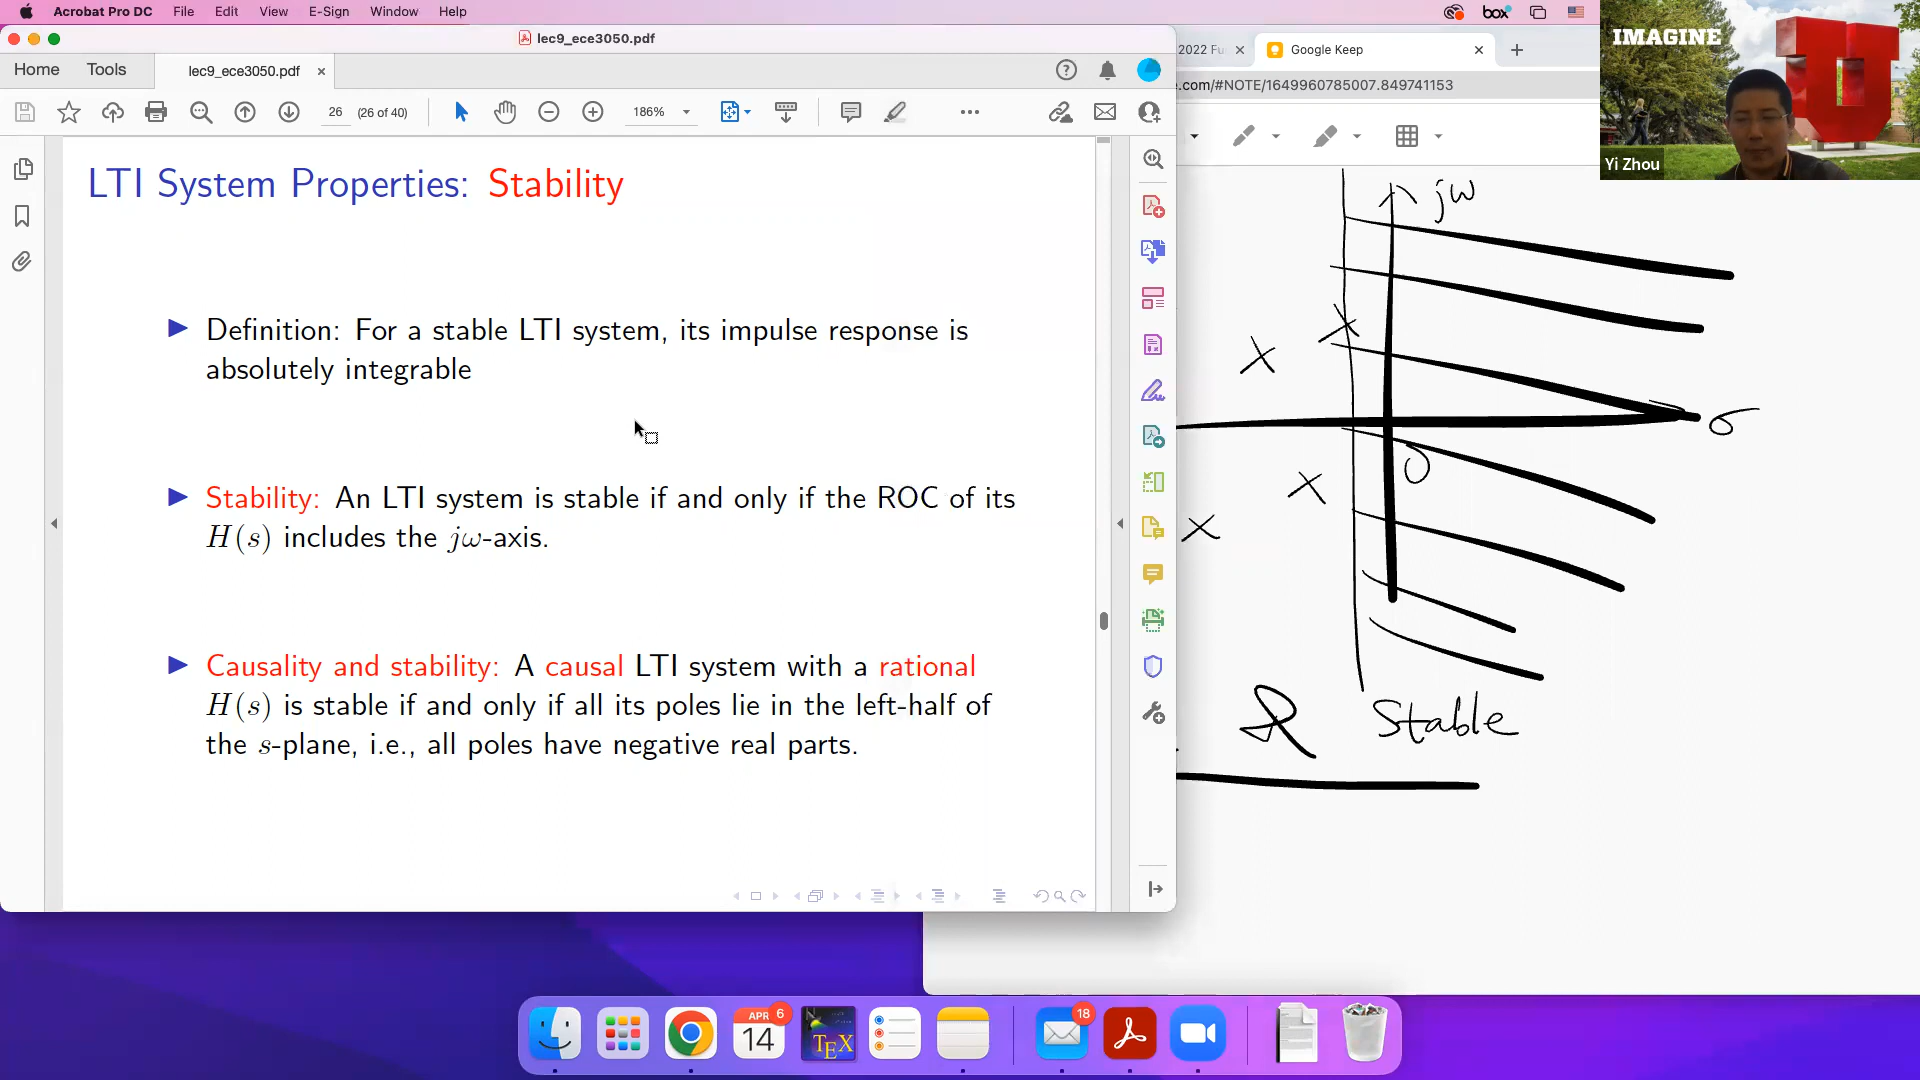 Acrobat Pro DC File Edit View E-Sign Window Help
box
lec9_ece3050.pdf
2022 Fu
Google Keep
IMAGINE
U
Home Tools lec9_ece3050.pdf
.com/#NOTE/1649960785007.849741153
26 (26 of 40) 186%
Yi Zhou
LTI System Properties: Stability
Definition: For a stable LTI system, its impulse response is
absolutely integrable
Stability: An LTI system is stable if and only if the ROC of its
H(s) includes the jω-axis.
Causality and stability: A causal LTI system with a rational
H(s) is stable if and only if all its poles lie in the left-half of
the s-plane, i.e., all poles have negative real parts.
jω
σ
0
& Stable
APR 6
14
TEX
18